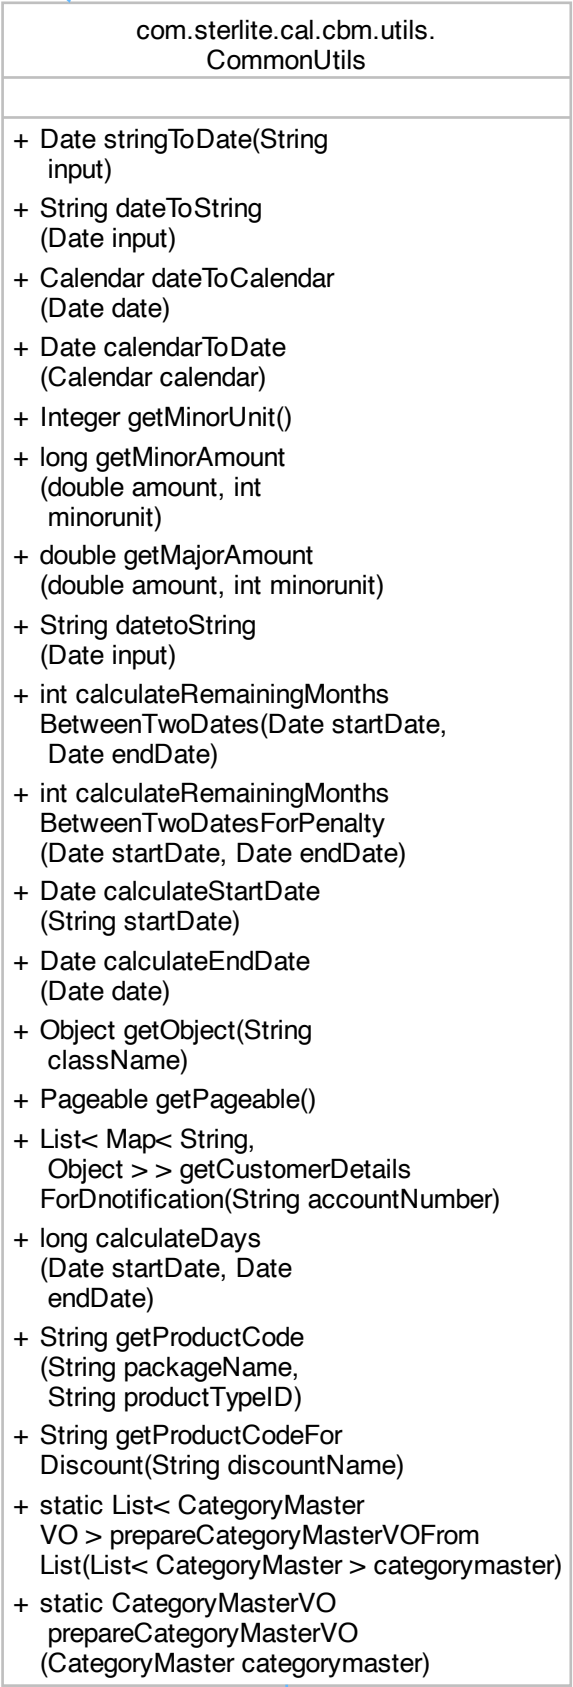 com.sterlite.cal.cbm.utils.
CommonUtils
+ Date stringToDate(String
input)
+ String dateToString
(Date input)
+ Calendar dateToCalendar
(Date date)
+ Date calendarToDate
(Calendar calendar)
+ Integer getMinorUnit()
+ long getMinorAmount
(double amount, int
minorunit)
+ double getMajorAmount
(double amount, int minorunit)
+ String datetoString
(Date input)
+ int calculateRemainingMonths
BetweenTwoDates(Date startDate,
Date endDate)
+ int calculateRemainingMonths
BetweenTwoDatesForPenalty
(Date startDate, Date endDate)
+ Date calculateStartDate
(String startDate)
+ Date calculateEndDate
(Date date)
+ Object getObject(String
className)
+ Pageable getPageable()
+ List< Map< String,
Object > > getCustomerDetails
ForDnotification(String accountNumber)
+ long calculateDays
(Date startDate, Date
endDate)
+ String getProductCode
(String packageName,
String productTypeID)
+ String getProductCodeFor
Discount(String discountName)
+ static List< CategoryMaster
VO > prepareCategoryMasterVOFrom
List(List< CategoryMaster > categorymaster)
+ static CategoryMasterVO
prepareCategoryMasterVO
(CategoryMaster categorymaster)